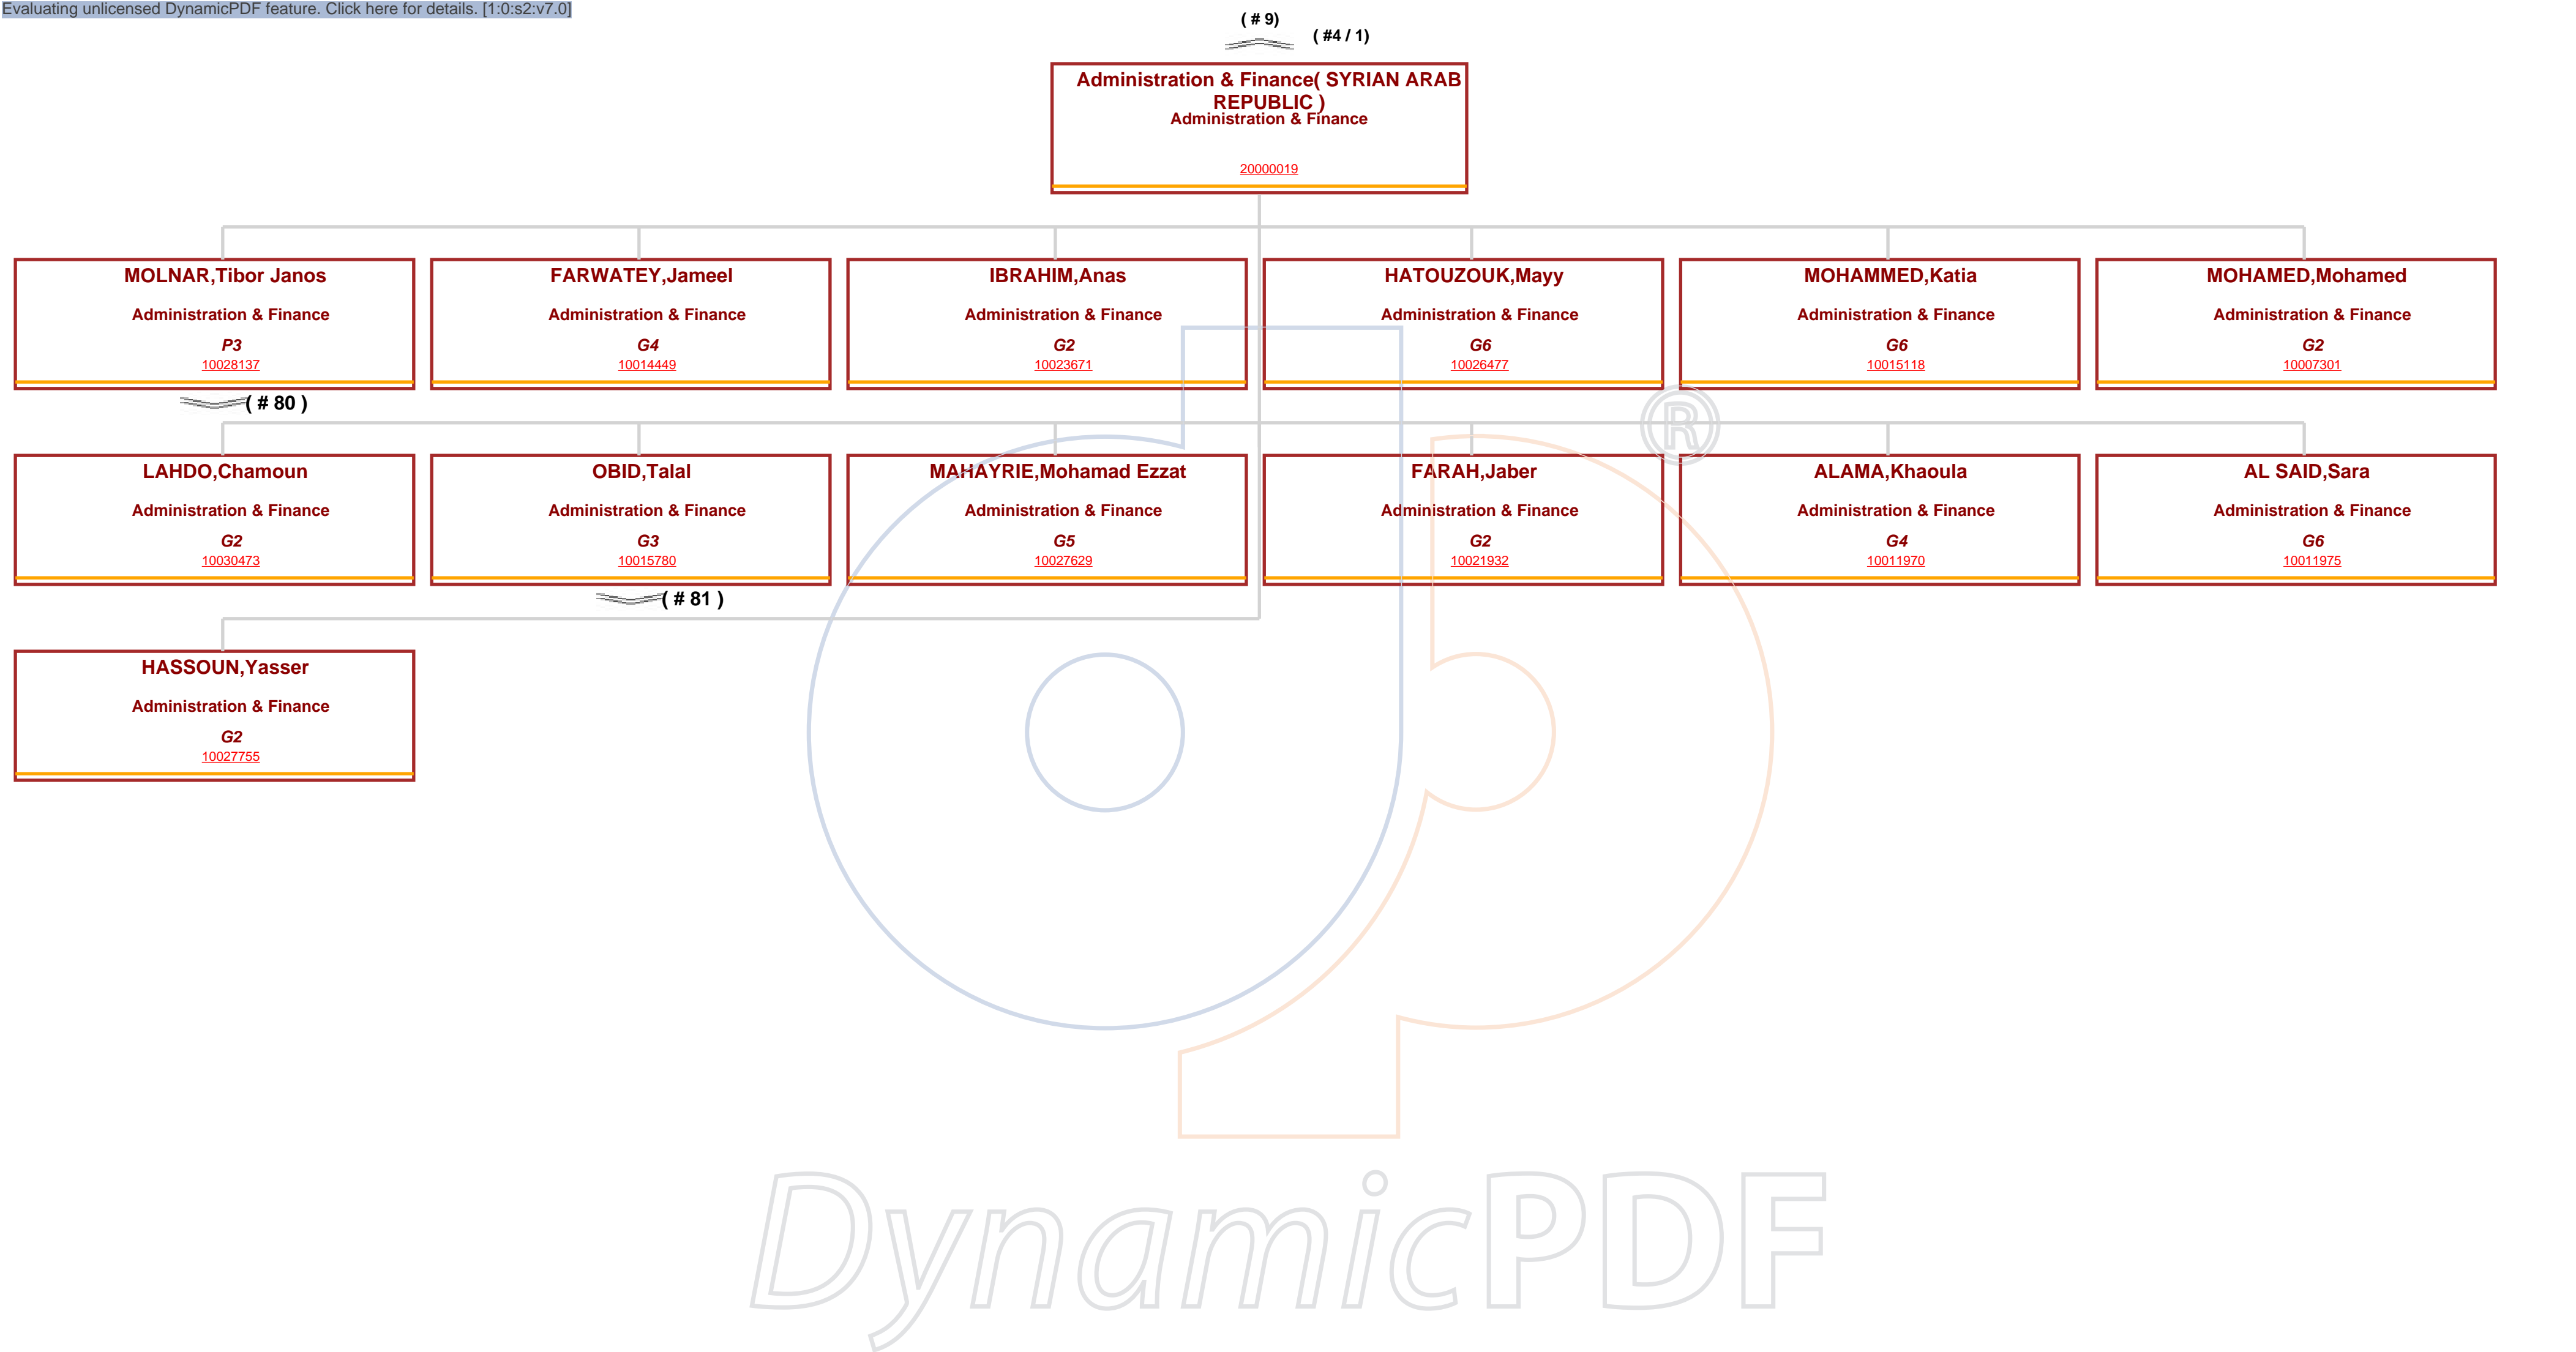 Evaluating unlicensed DynamicPDF feature. Click here for details. [1:0:s2:v7.0]
( # 9)
( #4 / 1)
Administration & Finance( SYRIAN ARAB
REPUBLIC )
Administration & Finance
20000019
MOLNAR,Tibor Janos
Administration & Finance
P3
10028137
( # 80 )
FARWATEY,Jameel
Administration & Finance
G4
10014449
IBRAHIM,Anas
Administration & Finance
G2
10023671
HATOUZOUK,Mayy
Administration & Finance
G6
10026477
MOHAMMED,Katia
Administration & Finance
G6
10015118
MOHAMED,Mohamed
Administration & Finance
G2
10007301
LAHDO,Chamoun
Administration & Finance
G2
10030473
OBID,Talal
Administration & Finance
G3
10015780
( # 81 )
MAHAYRIE,Mohamad Ezzat
Administration & Finance
G5
10027629
FARAH,Jaber
Administration & Finance
G2
10021932
ALAMA,Khaoula
Administration & Finance
G4
10011970
AL SAID,Sara
Administration & Finance
G6
10011975
HASSOUN,Yasser
Administration & Finance
G2
10027755
®
DynamicPDF